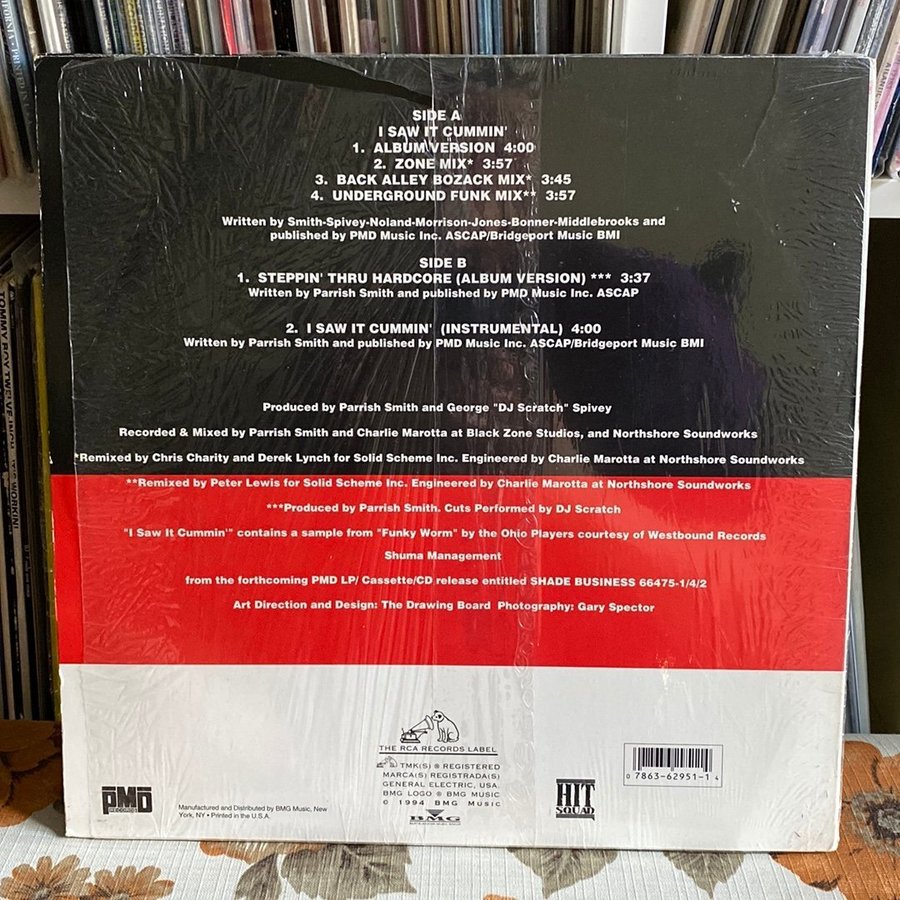 SIDE A
I SAW IT CUMMIN'
1. ALBUM VERSION 4:00
2. ZONE MIX* 3:57
3. BACK ALLEY BOZACK MIX* 3:45
4. UNDERGROUND FUNK MIX** 3:57
Written by Smith-Spivey-Noland-Morrison-Jones-Bonner-Middlebrooks and
published by PMD Music Inc. ASCAP/Bridgeport Music BMI
SIDE B
1. STEPPIN' THRU HARDCORE (ALBUM VERSION) *** 3:37
Written by Parrish Smith and published by PMD Music Inc. ASCAP
2. I SAW IT CUMMIN' (INSTRUMENTAL) 4:00
Written by Parrish Smith and published by PMD Music Inc. ASCAP/Bridgeport Music BMI
Produced by Parrish Smith and George "DJ Scratch" Spivey
Recorded & Mixed by Parrish Smith and Charlie Marotta at Black Zone Studios, and Northshore Soundworks
*Remixed by Chris Charity and Derek Lynch for Solid Scheme Inc. Engineered by Charlie Marotta at Northshore Soundworks
**Remixed by Peter Lewis for Solid Scheme Inc. Engineered by Charlie Marotta at Northshore Soundworks
***Produced by Parrish Smith. Cuts Performed by DJ Scratch
"I Saw It Cummin'" contains a sample from "Funky Worm" by the Ohio Players courtesy of Westbound Records
Shuma Management
from the forthcoming PMD LP/ Cassette/CD release entitled SHADE BUSINESS 66475-1/4/2
Art Direction and Design: The Drawing Board Photography: Gary Spector
THE RCA RECORDS LABEL
TMK(S) ® REGISTERED
MARCA(S) REGISTRADA(S)
GENERAL ELECTRIC, USA.
BMG LOGO ® BMG MUSIC
© 1994 BMG MUSIC
BMG
PMD
RECORDS
Manufactured and Distributed by BMG Music, New
York, NY • Printed in the U.S.A.
HIT
SQUAD
0 7863-62951-1 4
TOMMY BOY